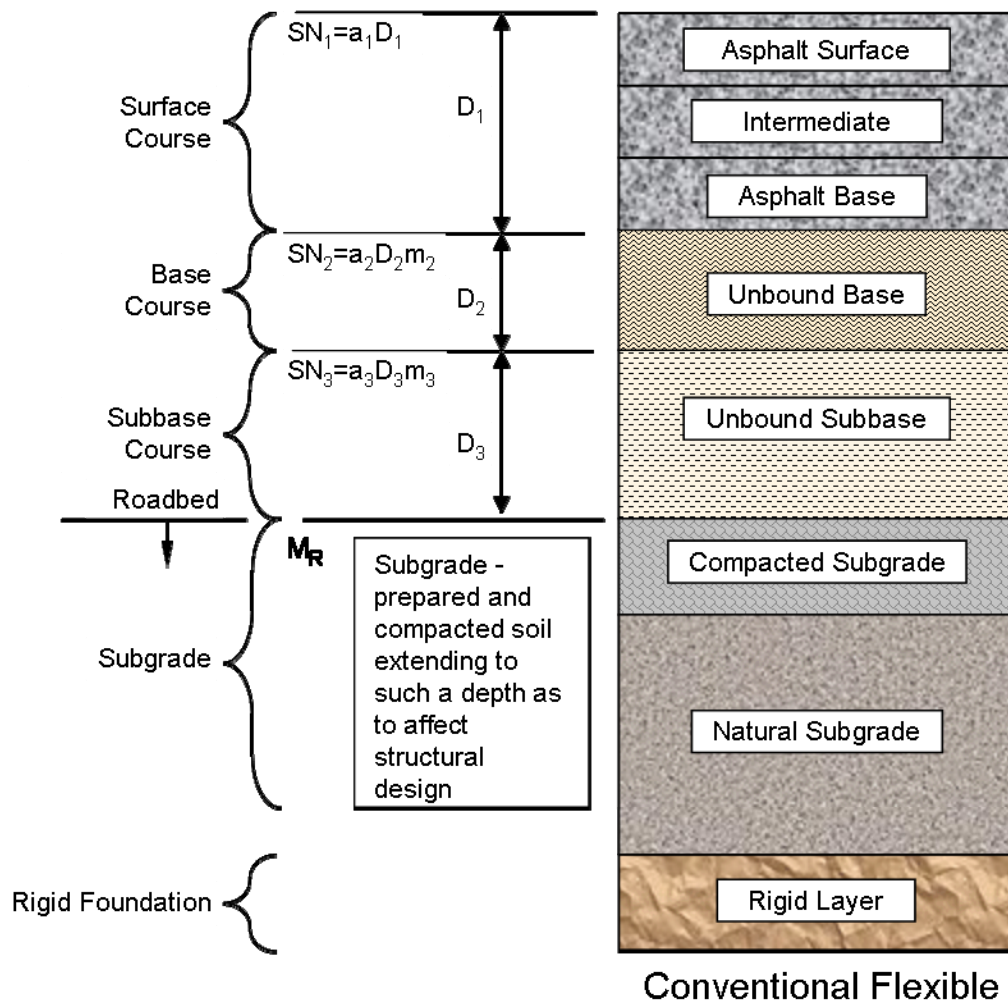 SN₁=a₁D₁
Surface
Course
D₁
SN₂=a₂D₂m₂
Base
Course
D₂
SN₃=a₃D₃m₃
Subbase
Course
D₃
Roadbed
M_R
Subgrade
Subgrade -
prepared and
compacted soil
extending to
such a depth as
to affect
structural
design
Rigid Foundation
Asphalt Surface
Intermediate
Asphalt Base
Unbound Base
Unbound Subbase
Compacted Subgrade
Natural Subgrade
Rigid Layer
Conventional Flexible